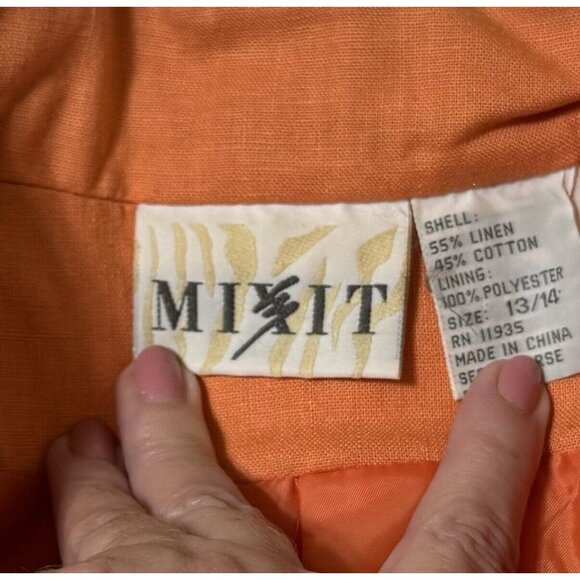 MIXIT
SHELL:
55% LINEN
45% COTTON
LINING:
100% POLYESTER
SIZE: 13/14
RN 11935
MADE IN CHINA